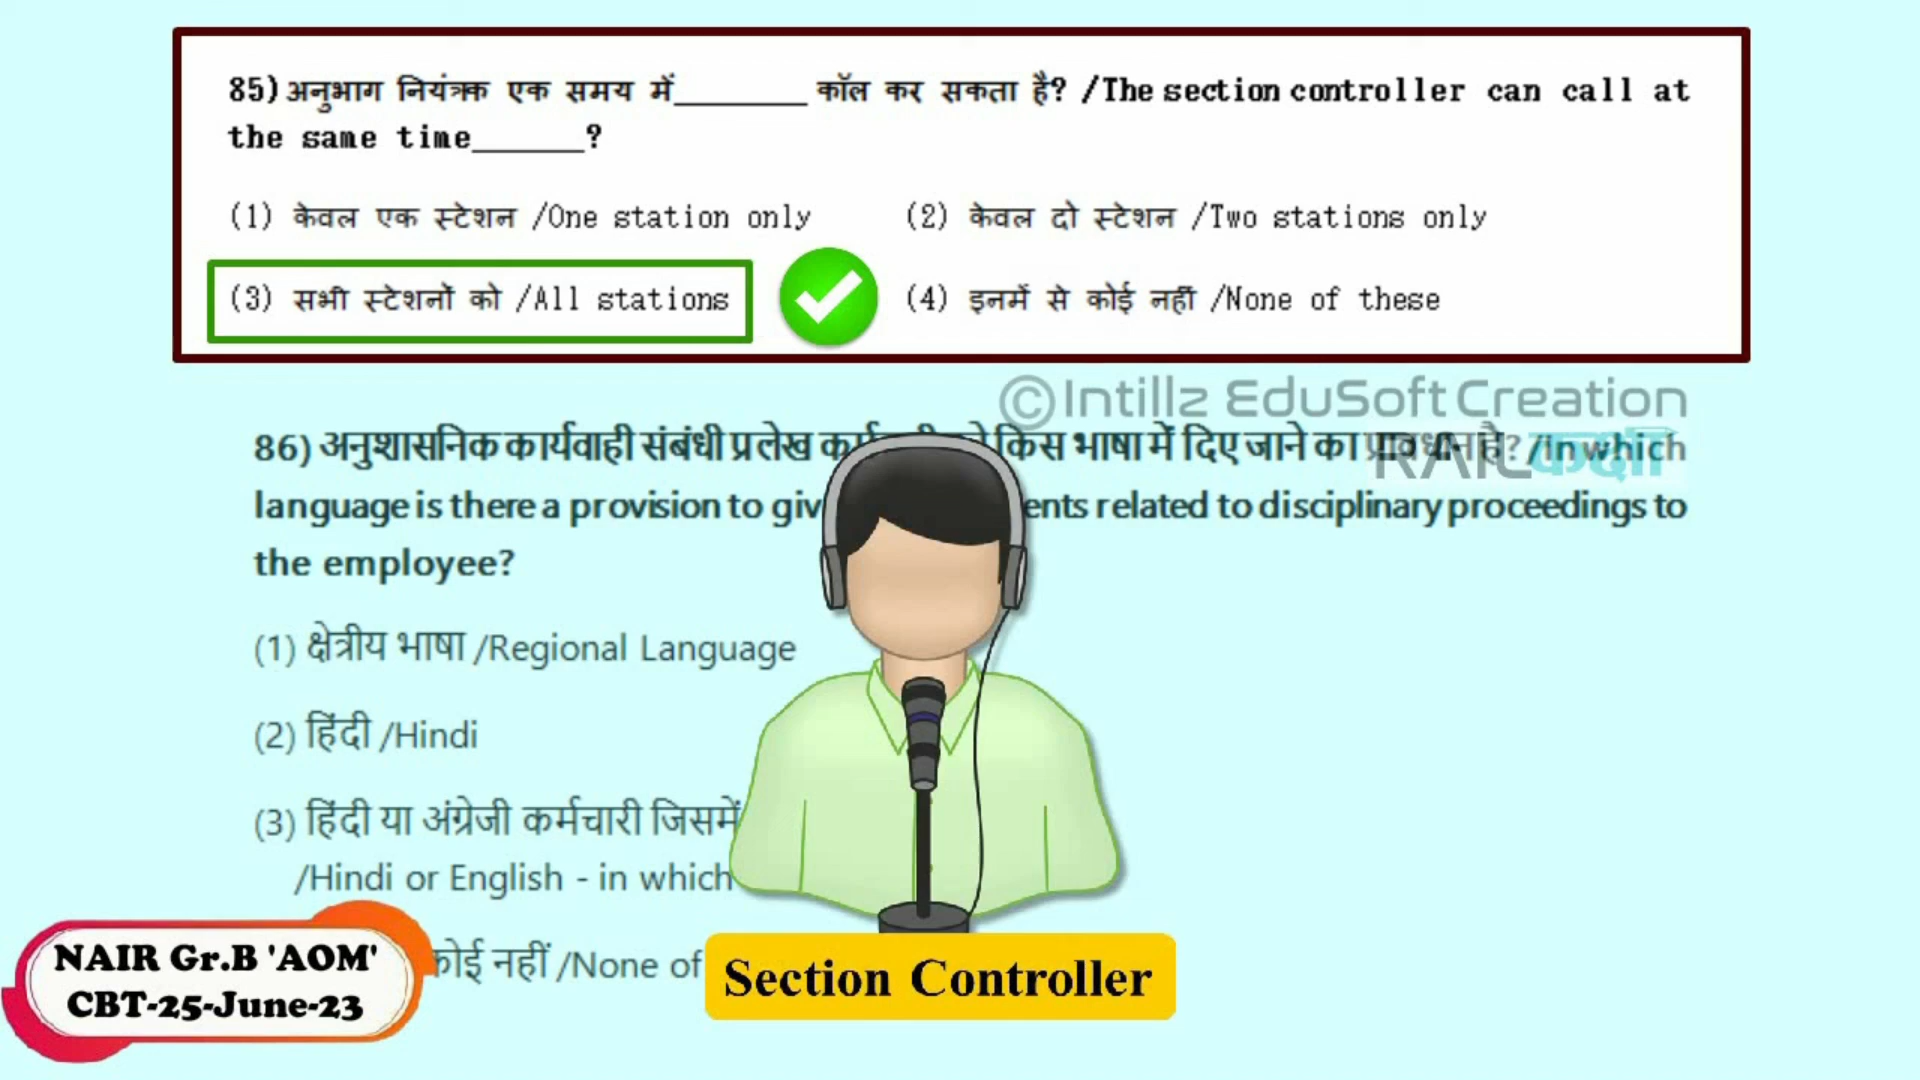 85) अनुभाग नियंत्रक एक समय में_______ कॉल कर सकता है? /The section controller can call at
the same time______?
(1) केवल एक स्टेशन /One station only
(2) केवल दो स्टेशन /Two stations only
(3) सभी स्टेशनों को /All stations
(4) इनमें से कोई नहीं /None of these
©Intillz EduSoft Creation
RAILकक्षा
86) अनुशासनिक कार्यवाही संबंधी प्रलेख किस भाषा में दिए जाने का है? /In which
language is there a provision to giv ents related to disciplinary proceedings to
the employee?
(1) क्षेत्रीय भाषा /Regional Language
(2) हिंदी /Hindi
(3) हिंदी या अंग्रेजी कर्मचारी जिसमें
/Hindi or English - in which
कोई नहीं /None of
NAIR Gr.B 'AOM'
CBT-25-June-23
Section Controller